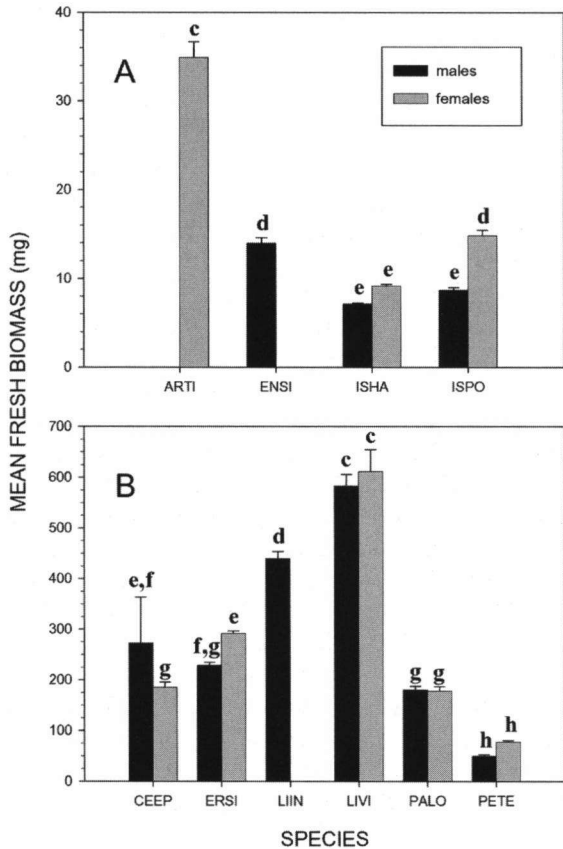 c
40
A
males
females
30
MEAN FRESH BIOMASS (mg)
20
d
d
10
e
e
e
0
ARTI ENSI ISHA ISPO
700
B
c
c
600
500
d
400
e,f
e
300
f,g
g
g g
200
100
h h
0
CEEP ERSI LIIN LIVI PALO PETE
SPECIES